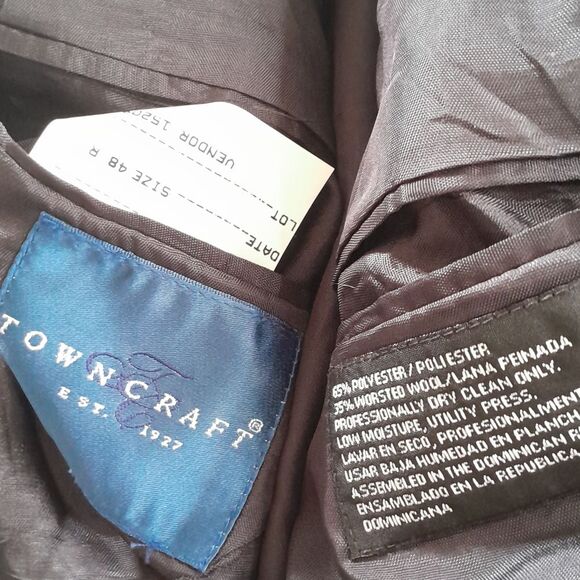 DATE
LOT
SIZE 48 R
VENDOR
TOWNCRAFT®
EST. 1927
65% POLYESTER / POLIESTER
35% WORSTED WOOL/LANA PEINADA
PROFESSIONALLY DRY CLEAN ONLY.
LOW MOISTURE, UTILITY PRESS.
LAVAR EN SECO, PROFESIONALMEN
USAR BAJA HUMEDAD EN PLANCH
ASSEMBLED IN THE DOMINICAN
ENSAMBLADO EN LA REPUBLICA
DOMINICANA